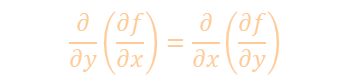 ∂/∂y (∂f/∂x) = ∂/∂x (∂f/∂y)